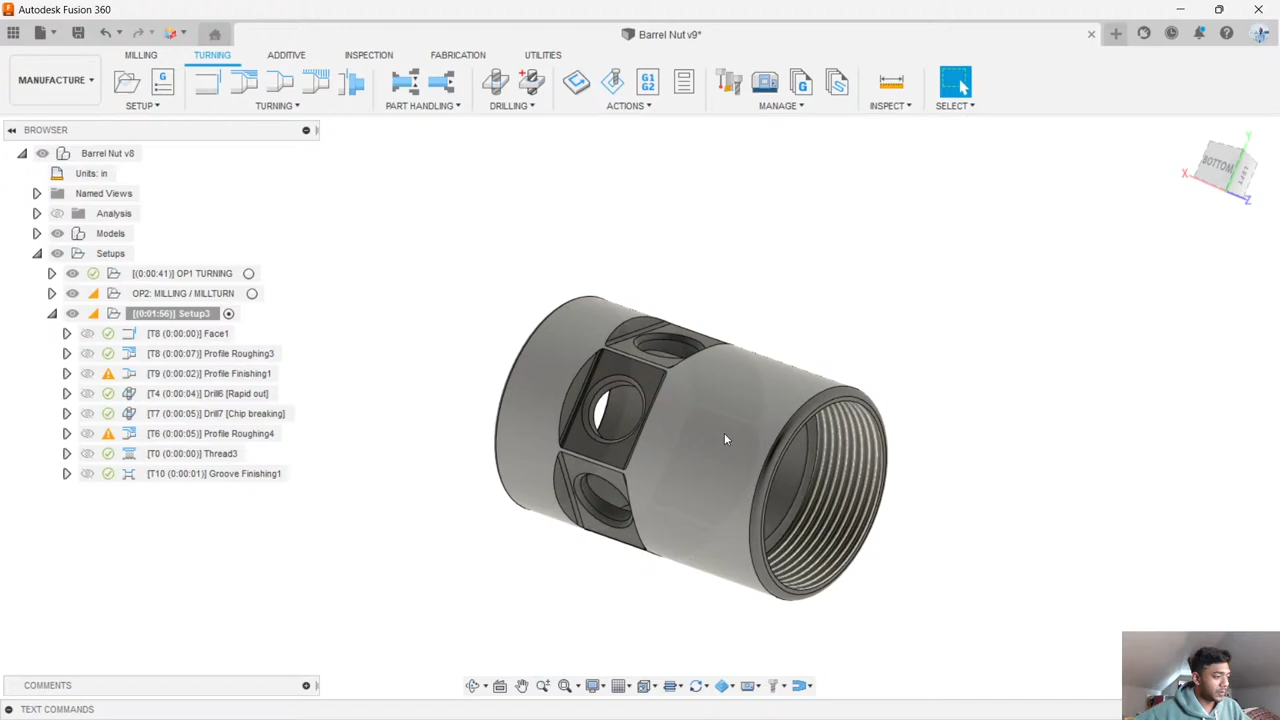 Autodesk Fusion 360
Barrel Nut v9*
MANUFACTURE
MILLING
TURNING
ADDITIVE
INSPECTION
FABRICATION
UTILITIES
G
G1
G2
G
SETUP
TURNING
PART HANDLING
DRILLING
ACTIONS
MANAGE
INSPECT
SELECT
BROWSER
Barrel Nut v8
Units: in
Named Views
Analysis
Models
Setups
[(0:00:41)] OP1 TURNING
OP2: MILLING / MILLTURN
[(0:01:56)] Setup3
[T8 (0:00:00)] Face1
[T8 (0:00:07)] Profile Roughing3
[T9 (0:00:02)] Profile Finishing1
[T4 (0:00:04)] Drill6 [Rapid out]
[T7 (0:00:05)] Drill7 [Chip breaking]
[T6 (0:00:05)] Profile Roughing4
[T0 (0:00:00)] Thread3
[T10 (0:00:01)] Groove Finishing1
Y
BOTTOM
LEFT
X
Z
COMMENTS
TEXT COMMANDS